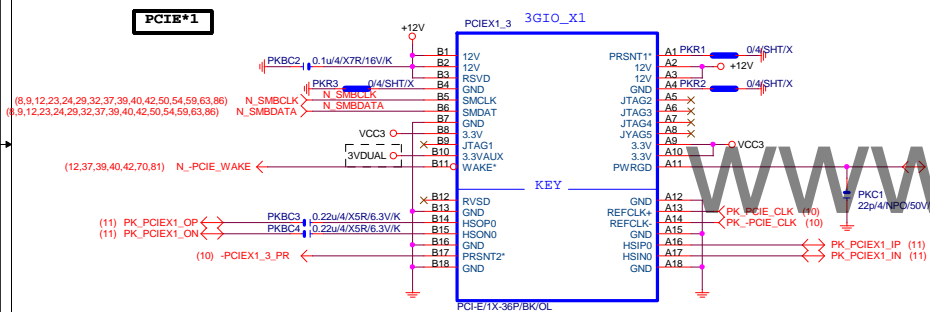 PCIE*1
PCIEX1_3 3GIO_X1
+12V
PKBC2 0.1u/4/X7R/16V/K
B1 12V PRSNT1* A1 PKR1 0/4/SHT/X
B2 12V 12V A2 +12V
B3 RSVD 12V A3
PKR3 0/4/SHT/X B4 GND GND A4 PKR2 0/4/SHT/X
(8,9,12,23,24,29,32,37,39,40,42,50,54,59,63,86) N_SMBCLK N_SMBCLK B5 SMCLK JTAG2 A5
(8,9,12,23,24,29,32,37,39,40,42,50,54,59,63,86) N_SMBDATA N_SMBDATA B6 SMDAT JTAG3 A6
B7 GND JTAG4 A7
VCC3 B8 3.3V JYAG5 A8
B9 JTAG1 3.3V A9 VCC3
3VDUAL B10 3.3VAUX 3.3V A10
(12,37,39,40,42,70,81) N_-PCIE_WAKE B11 WAKE* PWRGD A11
KEY
WWW
PKC1
22p/4/NPO/50V/
B12 RVSD GND A12
B13 GND REFCLK+ A13 PK_PCIE_CLK (10)
(11) PK_PCIEX1_OP PKBC3 0.22u/4/X5R/6.3V/K B14 HSOP0 REFCLK- A14 PK_-PCIE_CLK (10)
(11) PK_PCIEX1_ON PKBC4 0.22u/4/X5R/6.3V/K B15 HSON0 GND A15
B16 GND HSIP0 A16 PK_PCIEX1_IP (11)
(10) -PCIEX1_3_PR B17 PRSNT2* HSIN0 A17 PK_PCIEX1_IN (11)
B18 GND GND A18
PCI-E/1X-36P/BK/OL